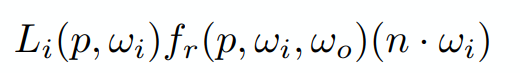 L_i(p, ω_i) f_r(p, ω_i, ω_o)(n · ω_i)